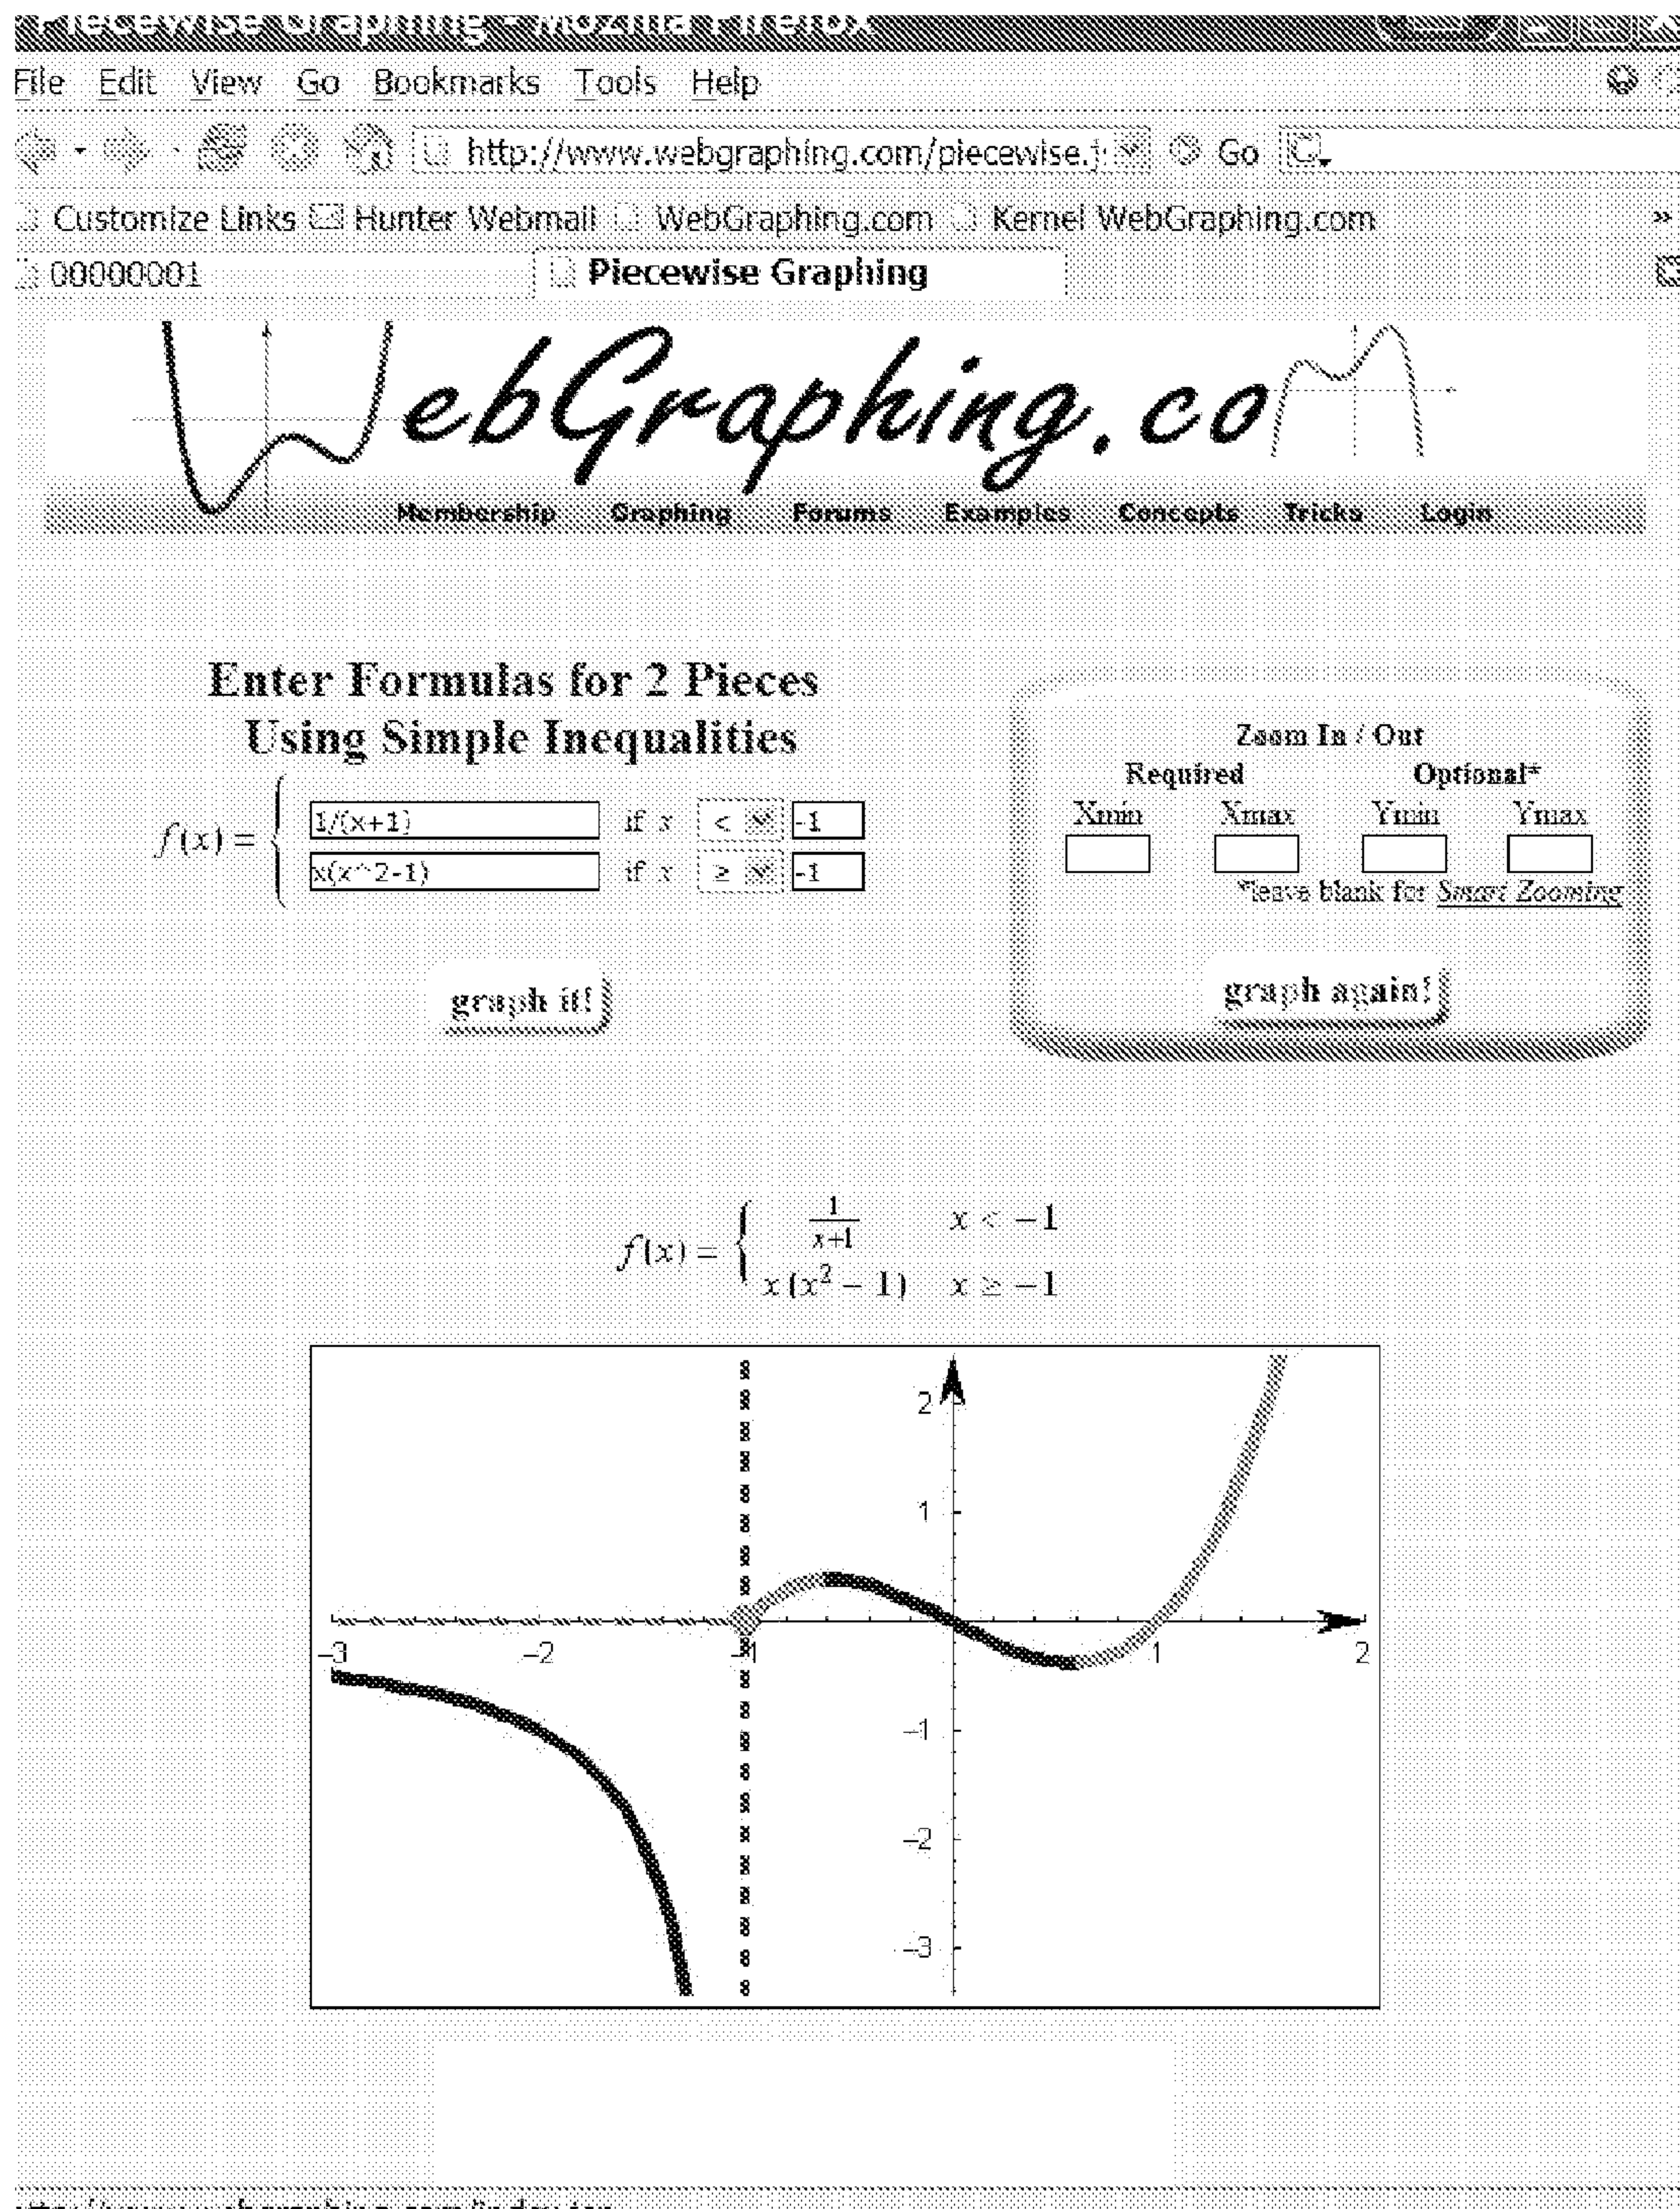 Piecewise Graphing - Mozilla Firefox
File Edit View Go Bookmarks Tools Help
http://www.webgraphing.com/piecewise.j Go
Customize Links Hunter Webmail WebGraphing.com Kernel WebGraphing.com »
00000001 Piecewise Graphing
ebGraphing.co
Membership Graphing Forums Examples Concepts Tricks Login
Enter Formulas for 2 Pieces
Using Simple Inequalities
f(x) = {
1/(x+1) if x < -1
x(x^2-1) if x ≥ -1
graph it!
Zoom In / Out
Required Optional*
Xmin Xmax Ymin Ymax
*leave blank for Smart Zooming
graph again!
f(x) = {
1/(x+1) x < −1
x(x² − 1) x ≥ −1
2
1
−3 −2 −1 1 2
−1
−2
−3